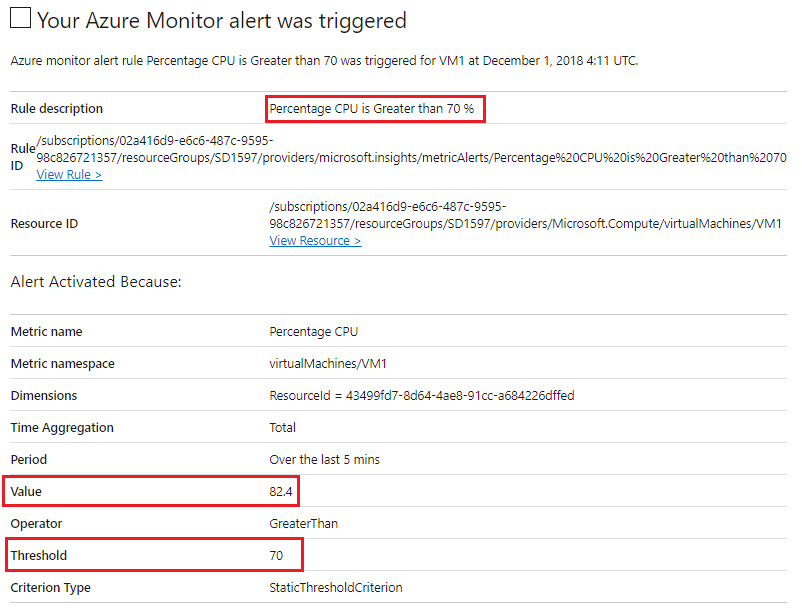 Your Azure Monitor alert was triggered
Azure monitor alert rule Percentage CPU is Greater than 70 was triggered for VM1 at December 1, 2018 4:11 UTC.
Rule description Percentage CPU is Greater than 70 %
Rule ID /subscriptions/02a416d9-e6c6-487c-9595-
98c826721357/resourceGroups/SD1597/providers/microsoft.insights/metricAlerts/Percentage%20CPU%20is%20Greater%20than%2070
View Rule >
/subscriptions/02a416d9-e6c6-487c-9595-
Resource ID 98c826721357/resourceGroups/SD1597/providers/Microsoft.Compute/virtualMachines/VM1
View Resource >
Alert Activated Because:
Metric name Percentage CPU
Metric namespace virtualMachines/VM1
Dimensions ResourceId = 43499fd7-8d64-4ae8-91cc-a684226dffed
Time Aggregation Total
Period Over the last 5 mins
Value 82.4
Operator GreaterThan
Threshold 70
Criterion Type StaticThresholdCriterion